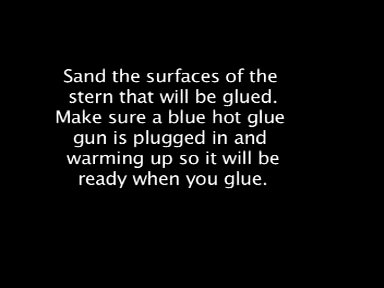 Sand the surfaces of the
stern that will be glued.
Make sure a blue hot glue
gun is plugged in and
warming up so it will be
ready when you glue.